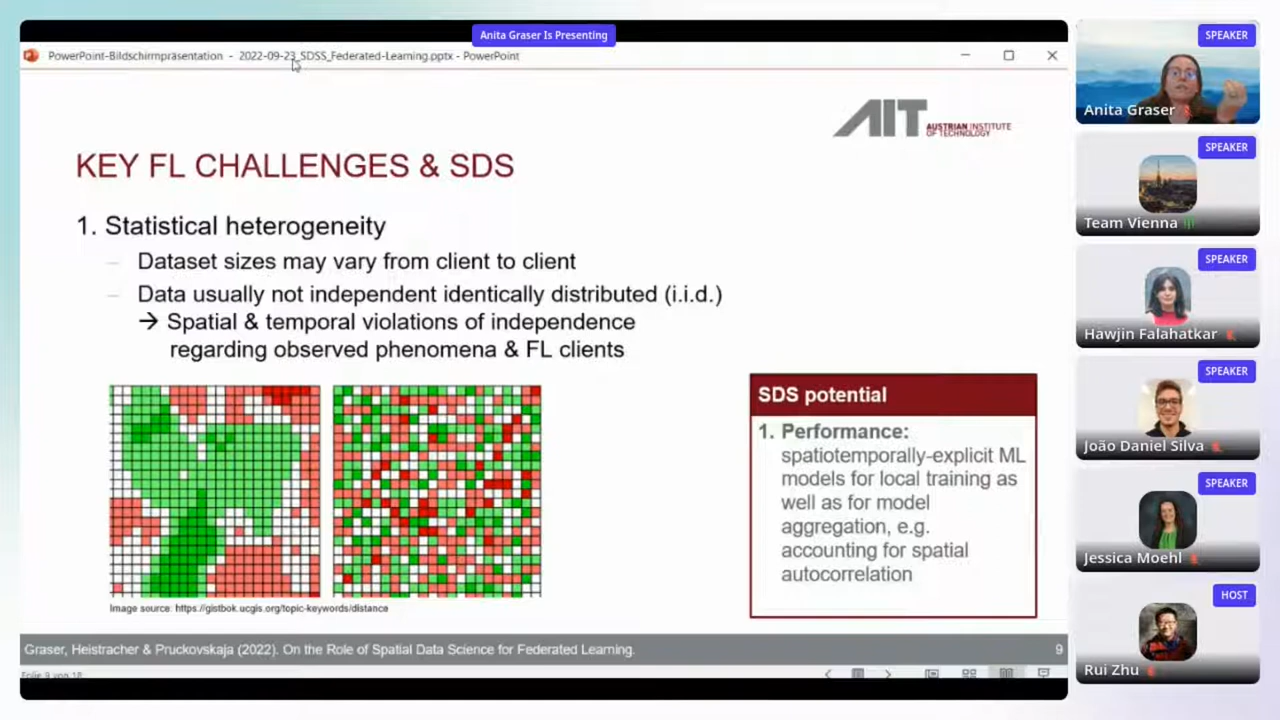 Anita Graser Is Presenting
PowerPoint-Bildschirmpräsentation - 2022-09-23_SDSS_Federated-Learning.pptx - PowerPoint
AIT AUSTRIAN INSTITUTE
OF TECHNOLOGY
KEY FL CHALLENGES & SDS
1. Statistical heterogeneity
– Dataset sizes may vary from client to client
– Data usually not independent identically distributed (i.i.d.)
→ Spatial & temporal violations of independence
regarding observed phenomena & FL clients
SDS potential
1. Performance:
spatiotemporally-explicit ML
models for local training as
well as for model
aggregation, e.g.
accounting for spatial
autocorrelation
Image source: https://gistbok.ucgis.org/topic-keywords/distance
Graser, Heistracher & Pruckovskaja (2022). On the Role of Spatial Data Science for Federated Learning.
9
Folie 9 von 18
SPEAKER
Anita Graser
SPEAKER
Team Vienna
SPEAKER
Hawjin Falahatkar
SPEAKER
João Daniel Silva
SPEAKER
Jessica Moehl
HOST
Rui Zhu